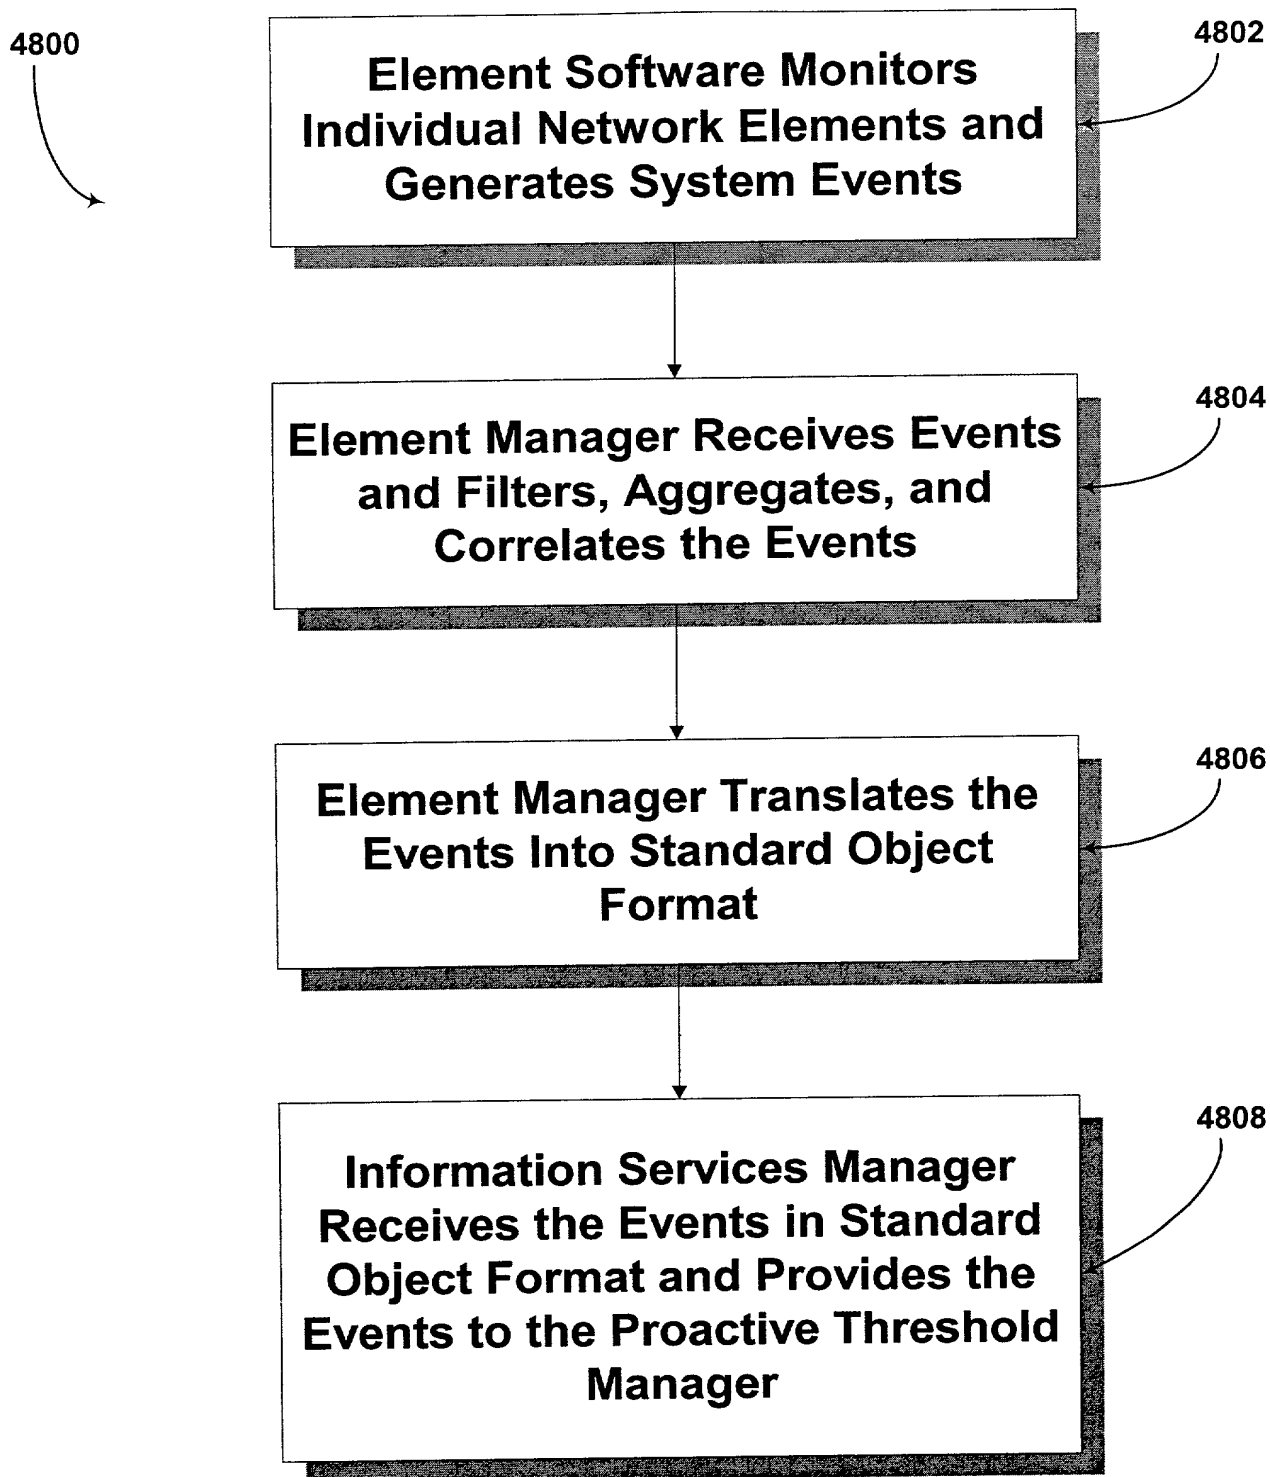 4800
4802
Element Software Monitors
Individual Network Elements and
Generates System Events
4804
Element Manager Receives Events
and Filters, Aggregates, and
Correlates the Events
4806
Element Manager Translates the
Events Into Standard Object
Format
4808
Information Services Manager
Receives the Events in Standard
Object Format and Provides the
Events to the Proactive Threshold
Manager